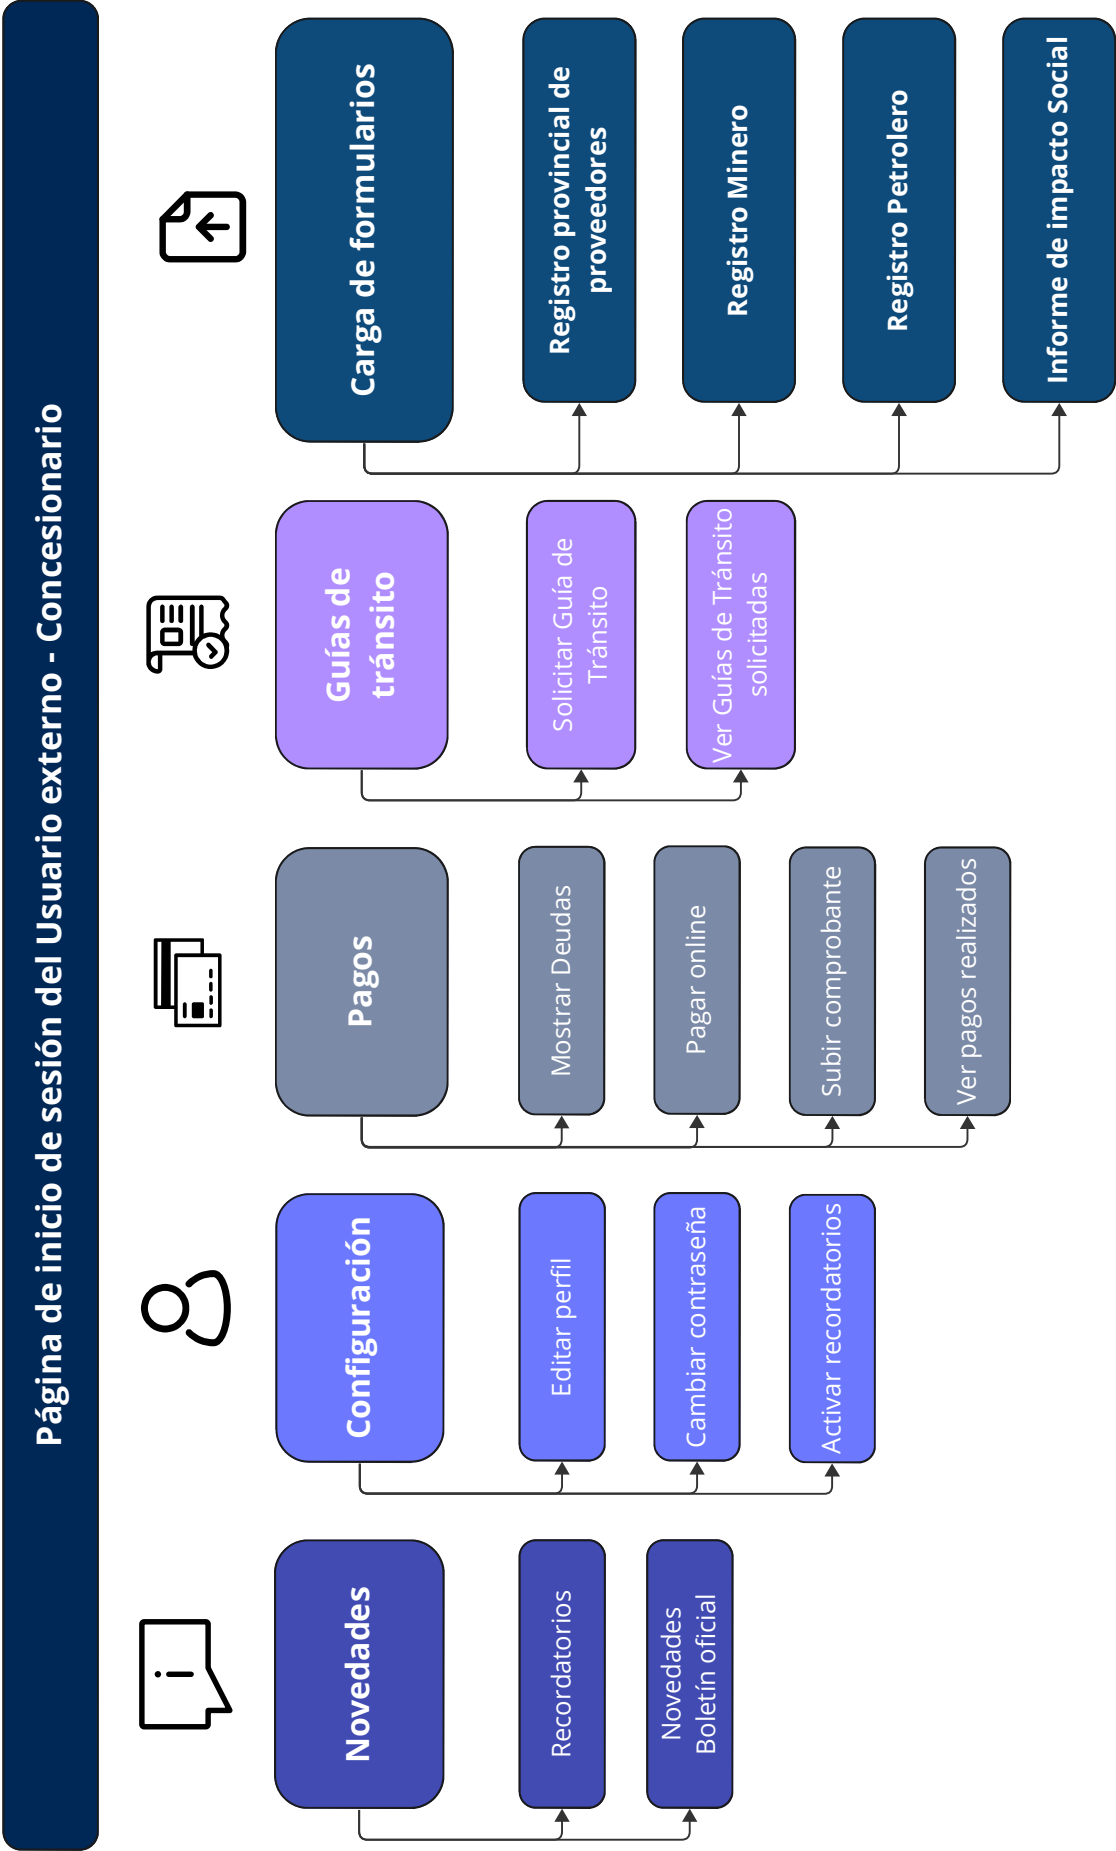 Página de inicio de sesión del Usuario externo - Concesionario
Novedades
Recordatorios
Novedades
Boletín oficial
Configuración
Editar perfil
Cambiar contraseña
Activar recordatorios
Pagos
Mostrar Deudas
Pagar online
Subir comprobante
Ver pagos realizados
Guías de
tránsito
Solicitar Guía de
Tránsito
Ver Guías de Tránsito
solicitadas
Carga de formularios
Registro provincial de
proveedores
Registro Minero
Registro Petrolero
Informe de impacto Social